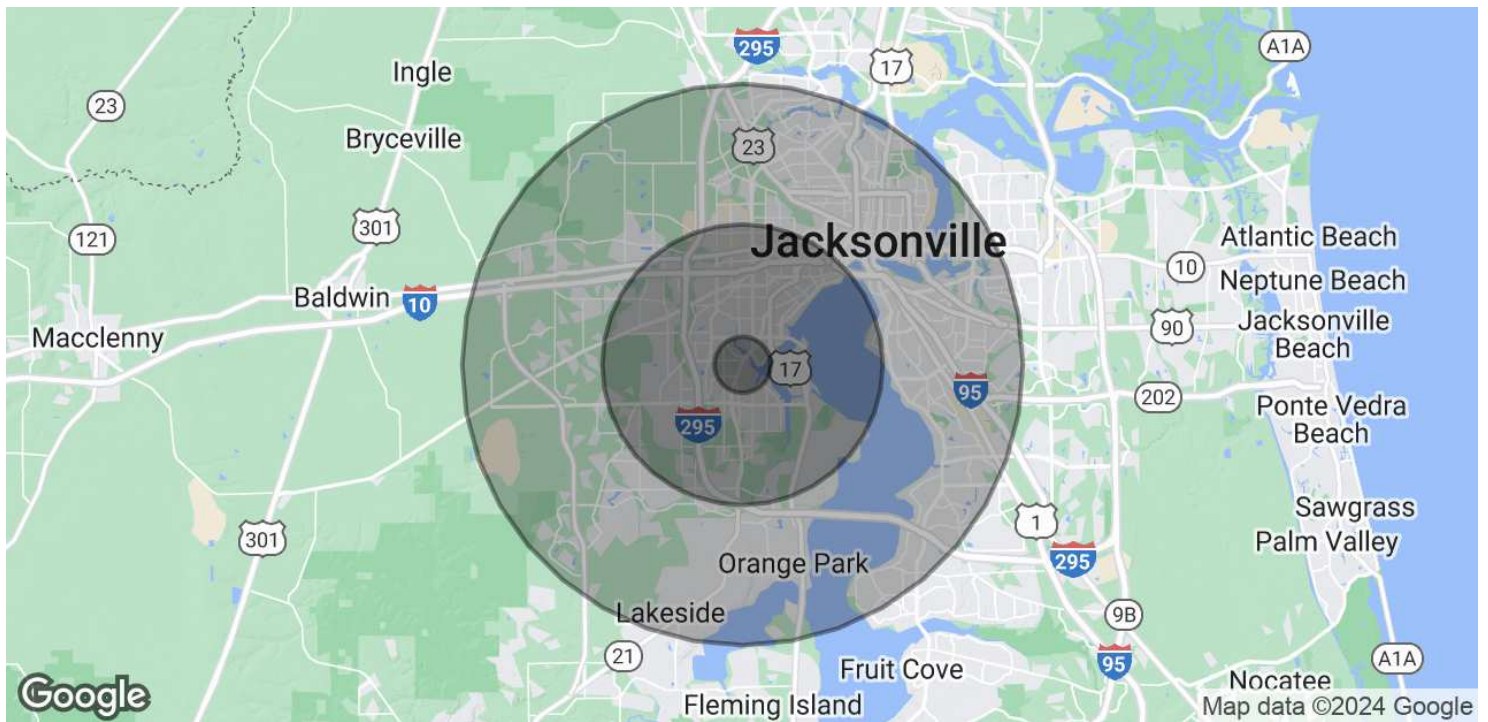 295
17
A1A
Ingle
23
Bryceville
23
301
121
Jacksonville
Atlantic Beach
10
Neptune Beach
Baldwin
10
Macclenny
90
Jacksonville
Beach
17
95
202
Ponte Vedra
Beach
295
Sawgrass
1
301
Palm Valley
295
Orange Park
Lakeside
9B
21
Fruit Cove
95
A1A
Nocatee
Fleming Island
Google
Map data ©2024 Google